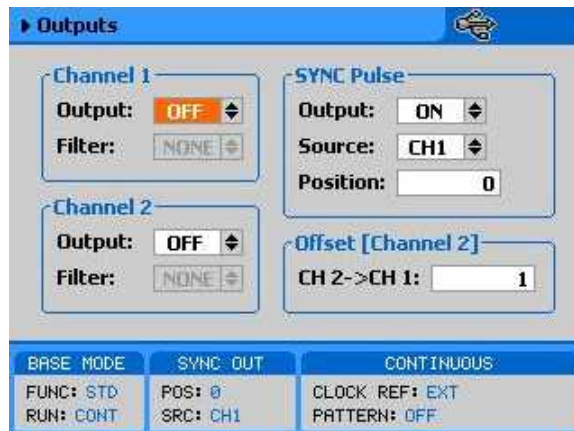 Outputs
Channel 1
Output: OFF
Filter: NONE
Channel 2
Output: OFF
Filter: NONE
SYNC Pulse
Output: ON
Source: CH1
Position: 0
Offset [Channel 2]
CH 2->CH 1: 1
BASE MODE
FUNC: STD
RUN: CONT
SYNC OUT
POS: 0
SRC: CH1
CONTINUOUS
CLOCK REF: EXT
PATTERN: OFF